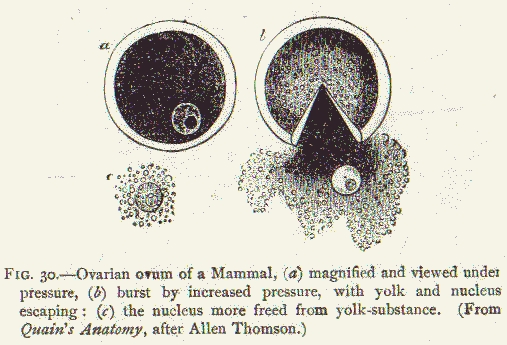 a
b
c
FIG. 30.—Ovarian ovum of a Mammal, (a) magnified and viewed under
pressure, (b) burst by increased pressure, with yolk and nucleus
escaping: (c) the nucleus more freed from yolk-substance. (From
Quain's Anatomy, after Allen Thomson.)